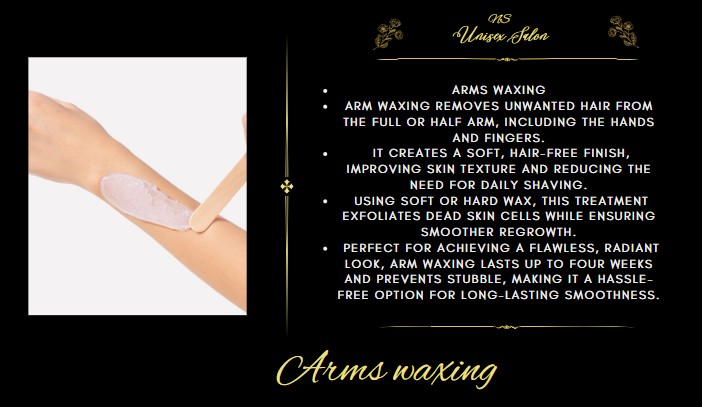 NS
Unisex Salon
• ARMS WAXING
• ARM WAXING REMOVES UNWANTED HAIR FROM
THE FULL OR HALF ARM, INCLUDING THE HANDS
AND FINGERS.
• IT CREATES A SOFT, HAIR-FREE FINISH,
IMPROVING SKIN TEXTURE AND REDUCING THE
NEED FOR DAILY SHAVING.
• USING SOFT OR HARD WAX, THIS TREATMENT
EXFOLIATES DEAD SKIN CELLS WHILE ENSURING
SMOOTHER REGROWTH.
• PERFECT FOR ACHIEVING A FLAWLESS, RADIANT
LOOK, ARM WAXING LASTS UP TO FOUR WEEKS
AND PREVENTS STUBBLE, MAKING IT A HASSLE-
FREE OPTION FOR LONG-LASTING SMOOTHNESS.
Arms waxing